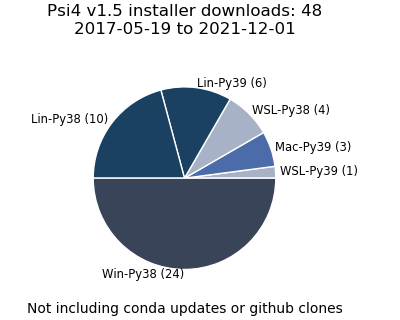 Psi4 v1.5 installer downloads: 48
2017-05-19 to 2021-12-01
Lin-Py39 (6)
WSL-Py38 (4)
Lin-Py38 (10)
Mac-Py39 (3)
WSL-Py39 (1)
Win-Py38 (24)
Not including conda updates or github clones